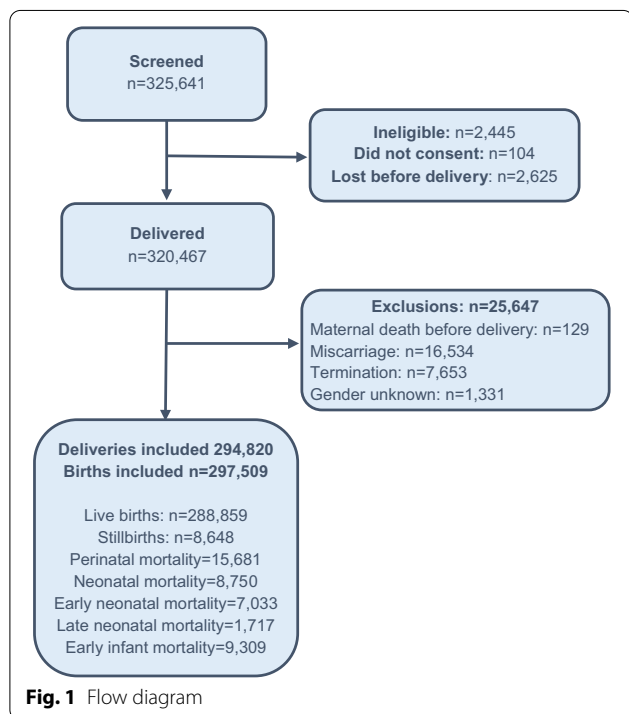 Screened
n=325,641
Ineligible: n=2,445
Did not consent: n=104
Lost before delivery: n=2,625
Delivered
n=320,467
Exclusions: n=25,647
Maternal death before delivery: n=129
Miscarriage: n=16,534
Termination: n=7,653
Gender unknown: n=1,331
Deliveries included 294,820
Births included n=297,509
Live births: n=288,859
Stillbirths: n=8,648
Perinatal mortality=15,681
Neonatal mortality=8,750
Early neonatal mortality=7,033
Late neonatal mortality=1,717
Early infant mortality=9,309
Fig. 1 Flow diagram